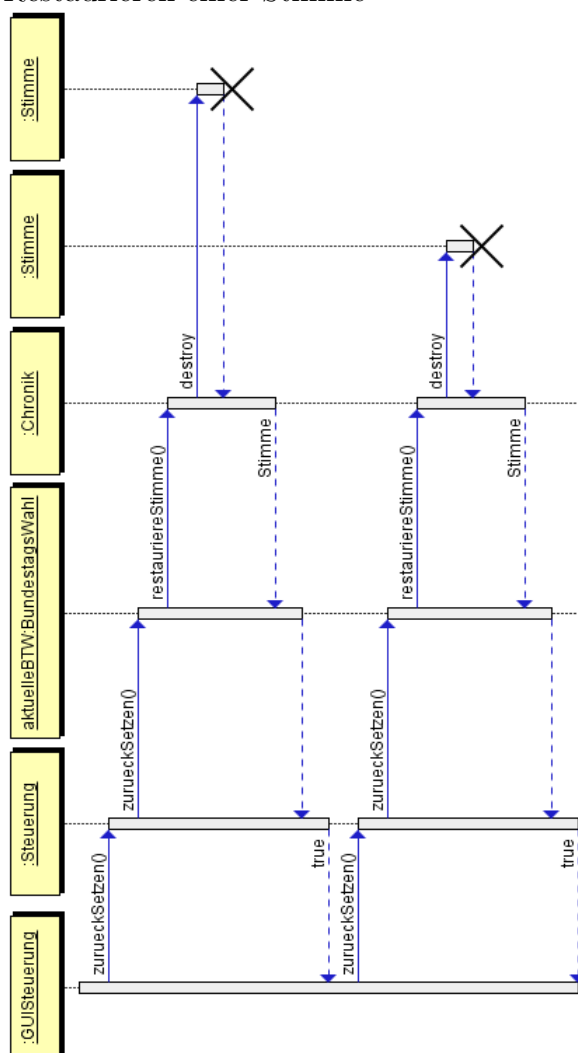 Restaurieren einer Stimme
:GUISteuerung
:Steuerung
aktuelleBTW:BundestagsWahl
:Chronik
:Stimme
:Stimme
zurueckSetzen()
zurueckSetzen()
restauriereStimme()
destroy
Stimme
true
zurueckSetzen()
zurueckSetzen()
restauriereStimme()
destroy
Stimme
true